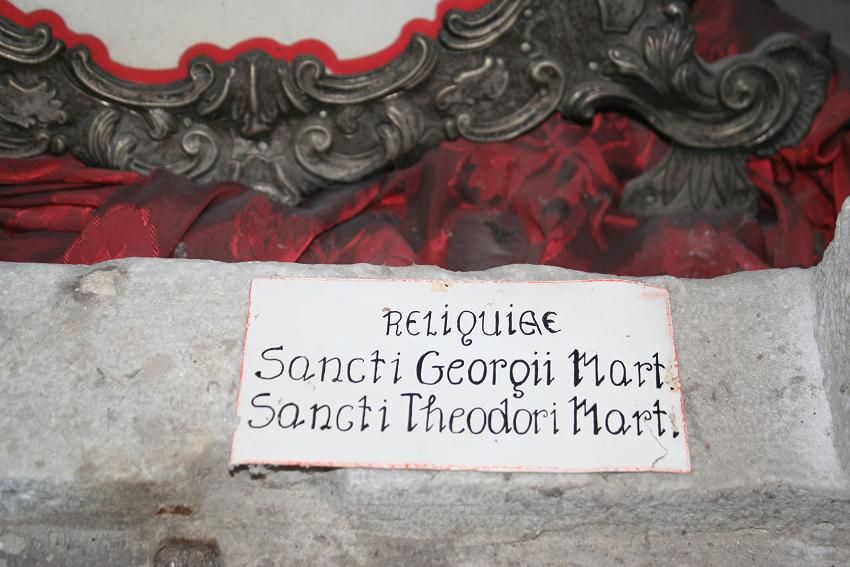 RELIQUIAE
Sancti Georgii Mart.
Sancti Theodori Mart.